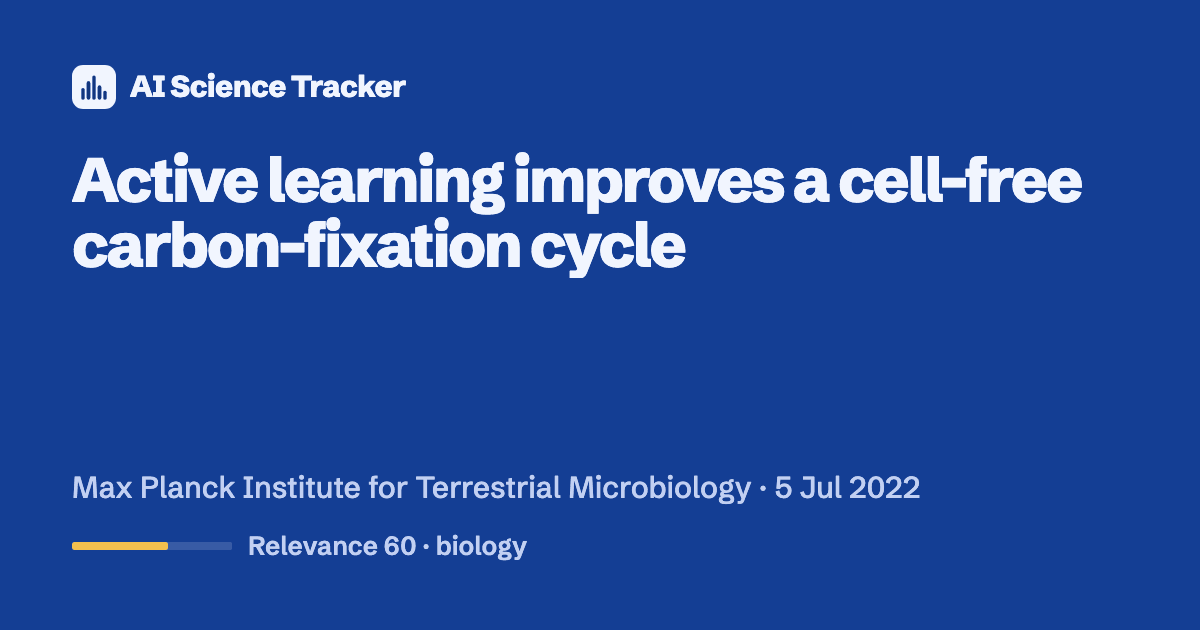 AI Science Tracker
Active learning improves a cell-free
carbon-fixation cycle
Max Planck Institute for Terrestrial Microbiology · 5 Jul 2022
Relevance 60 · biology